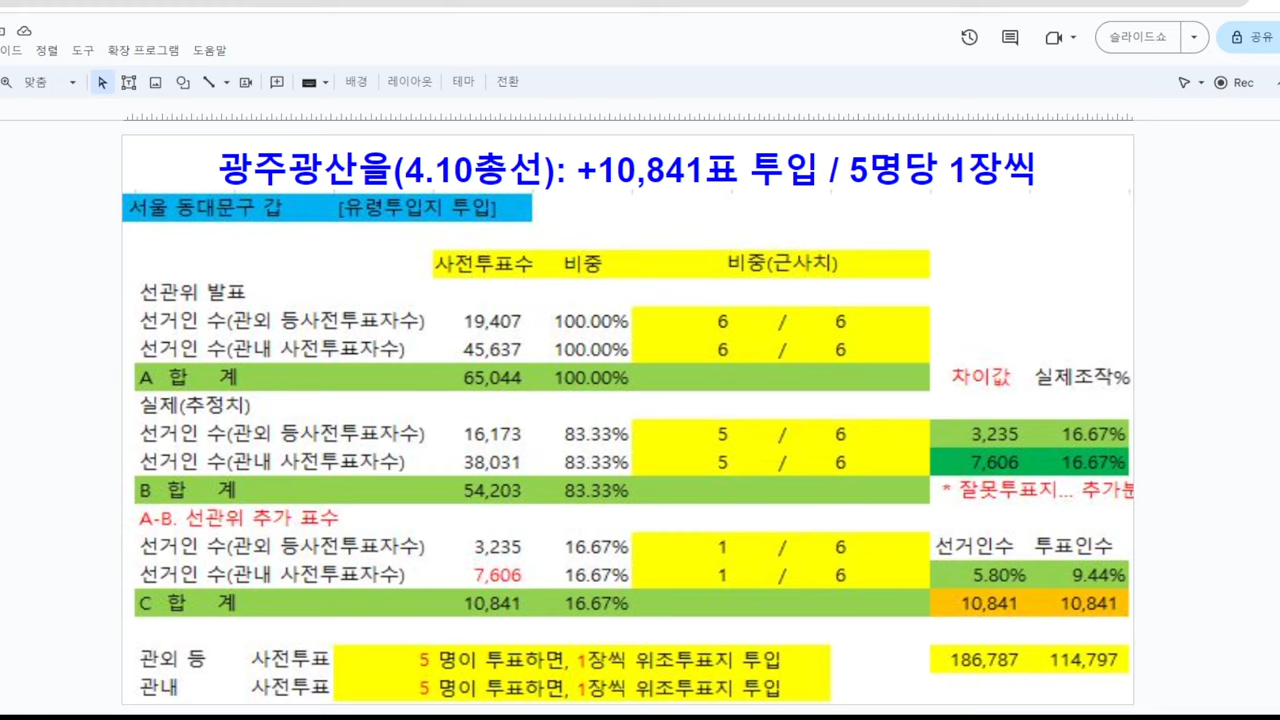 이드 정렬 도구 확장 프로그램 도움말
슬라이드쇼 공유
맞춤 배경 레이아웃 테마 전환 Rec
광주광산을(4.10총선): +10,841표 투입 / 5명당 1장씩
서울 동대문구 갑 [유령투입지 투입]
사전투표수 비중 비중(근사치)
선관위 발표
선거인 수(관외 등사전투표자수) 19,407 100.00% 6 / 6
선거인 수(관내 사전투표자수) 45,637 100.00% 6 / 6
A 합 계 65,044 100.00% 차이값 실제조작%
실제(추정치)
선거인 수(관외 등사전투표자수) 16,173 83.33% 5 / 6 3,235 16.67%
선거인 수(관내 사전투표자수) 38,031 83.33% 5 / 6 7,606 16.67%
B 합 계 54,203 83.33% * 잘못투표지... 추가분
A-B. 선관위 추가 표수
선거인 수(관외 등사전투표자수) 3,235 16.67% 1 / 6 선거인수 투표인수
선거인 수(관내 사전투표자수) 7,606 16.67% 1 / 6 5.80% 9.44%
C 합 계 10,841 16.67% 10,841 10,841
관외 등 사전투표 5 명이 투표하면, 1장씩 위조투표지 투입 186,787 114,797
관내 사전투표 5 명이 투표하면, 1장씩 위조투표지 투입